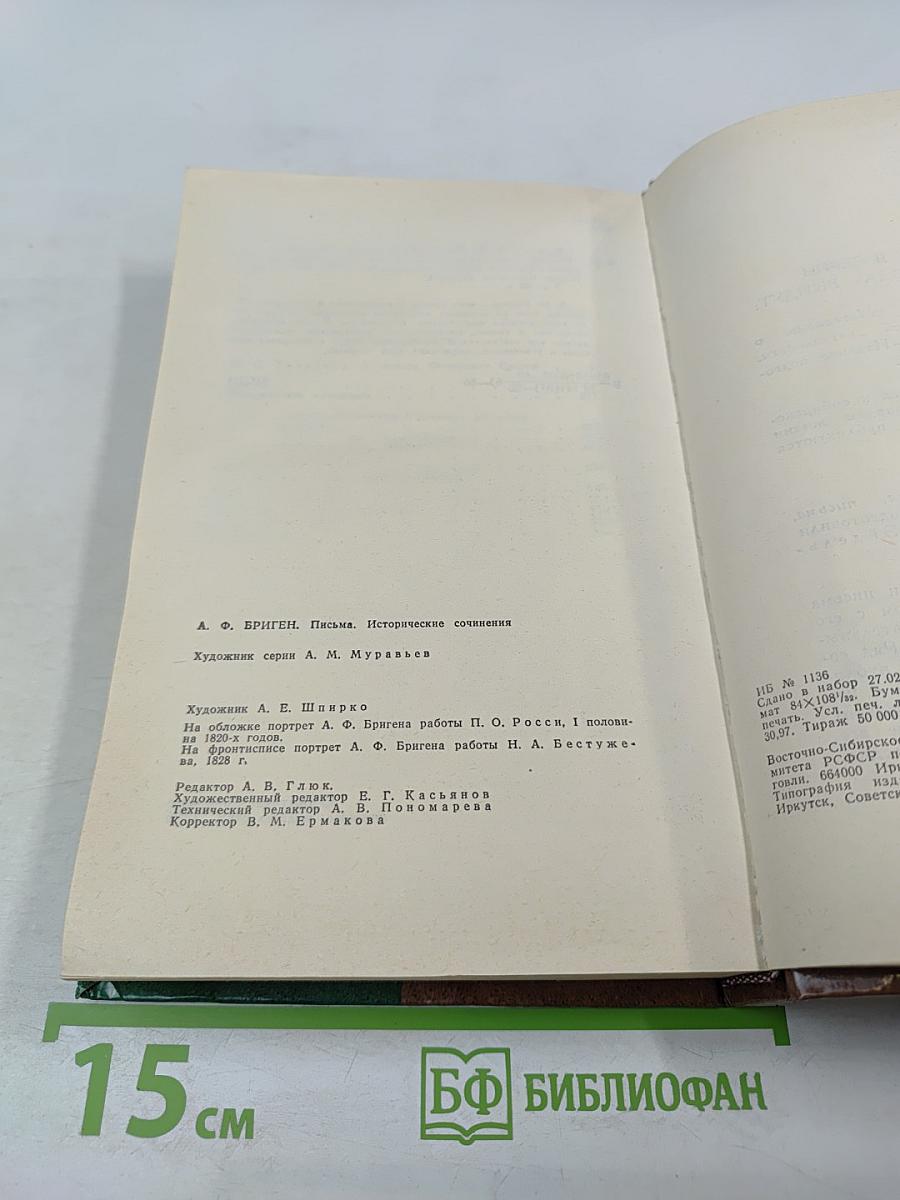 А. Ф. БРИГЕН. Письма. Исторические сочинения
Художник серии А. М. Муравьев
Художник А. Е. Шпирко
На обложке портрет А. Ф. Бригена работы П. О. Росси, I полови-
на 1820-х годов.
На фронтисписе портрет А. Ф. Бригена работы Н. А. Бестуже-
ва, 1828 г.
Редактор А. В. Глюк.
Художественный редактор Е. Г. Касьянов
Технический редактор А. В. Пономарева
Корректор В. М. Ермакова
ИБ № 1136
Сдано в набор 27.02
мат 84×108¹/₃₂. Бум
печать. Усл. печ. л
30,97. Тираж 50 000
Восточно-Сибирское
митета РСФСР п
говли. 664000 Ирк
Типография изд
Иркутск, Советск
15 см
БФ БИБЛИОФАН